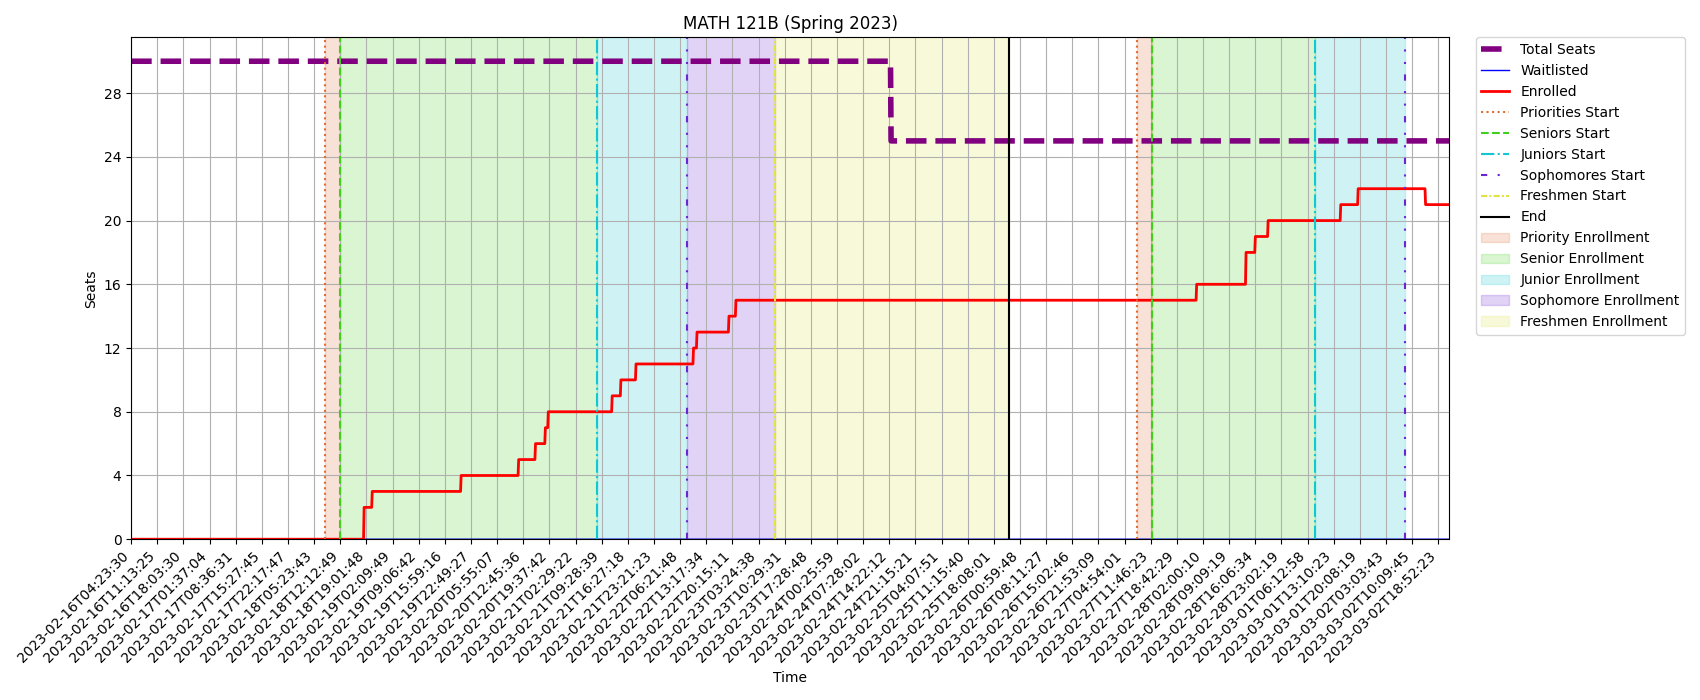 MATH 121B (Spring 2023)
Seats
28
24
20
16
12
8
4
0
2023-02-16T04:23:30
2023-02-16T11:13:25
2023-02-16T18:03:30
2023-02-17T01:37:04
2023-02-17T08:36:31
2023-02-17T15:27:45
2023-02-17T22:17:47
2023-02-18T05:23:43
2023-02-18T12:12:49
2023-02-18T19:01:48
2023-02-19T02:09:49
2023-02-19T09:06:42
2023-02-19T15:59:16
2023-02-19T22:49:27
2023-02-20T05:55:07
2023-02-20T12:45:36
2023-02-20T19:37:42
2023-02-21T02:29:22
2023-02-21T09:28:39
2023-02-21T16:27:18
2023-02-21T23:21:23
2023-02-22T06:21:48
2023-02-22T13:17:34
2023-02-22T20:15:11
2023-02-23T03:24:38
2023-02-23T10:29:31
2023-02-23T17:28:48
2023-02-24T00:25:59
2023-02-24T07:28:02
2023-02-24T14:22:12
2023-02-24T21:15:21
2023-02-25T04:07:51
2023-02-25T11:15:40
2023-02-25T18:08:01
2023-02-26T00:59:48
2023-02-26T08:11:27
2023-02-26T15:02:46
2023-02-26T21:53:09
2023-02-27T04:54:01
2023-02-27T11:46:23
2023-02-27T18:42:29
2023-02-28T02:00:10
2023-02-28T09:09:19
2023-02-28T16:06:34
2023-02-28T23:02:19
2023-03-01T06:12:58
2023-03-01T13:10:23
2023-03-01T20:08:19
2023-03-02T03:03:43
2023-03-02T10:09:45
2023-03-02T18:52:23
Time
Total Seats
Waitlisted
Enrolled
Priorities Start
Seniors Start
Juniors Start
Sophomores Start
Freshmen Start
End
Priority Enrollment
Senior Enrollment
Junior Enrollment
Sophomore Enrollment
Freshmen Enrollment